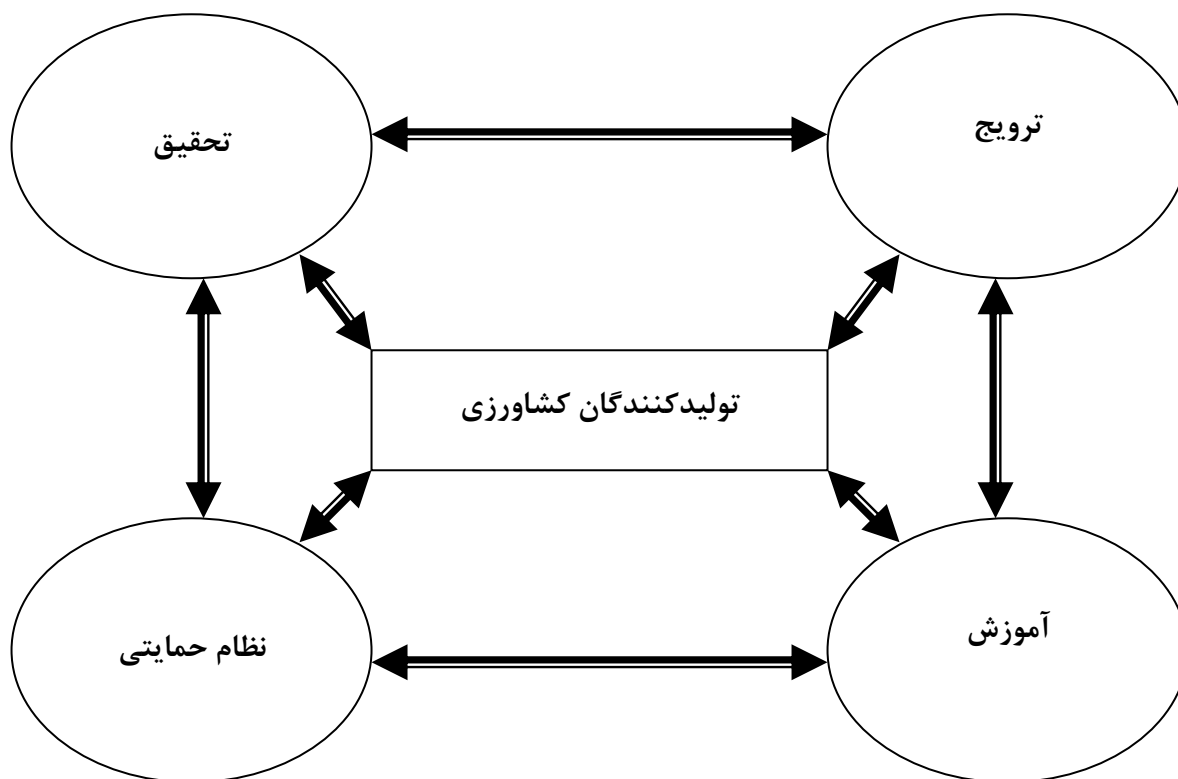 ترویج
تحقیق
تولیدکنندگان کشاورزی
آموزش
نظام حمایتی